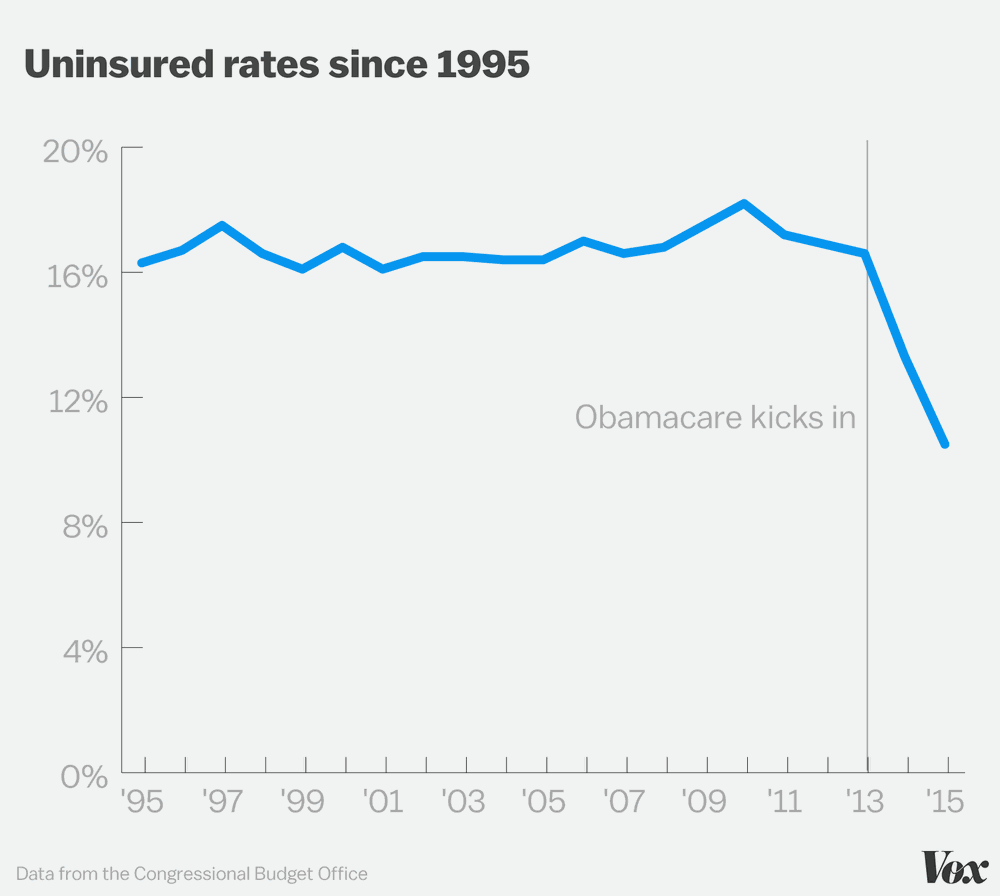 Uninsured rates since 1995
20%
16%
12%
8%
4%
0%
Obamacare kicks in
'95 '97 '99 '01 '03 '05 '07 '09 '11 '13 '15
Data from the Congressional Budget Office
Vox